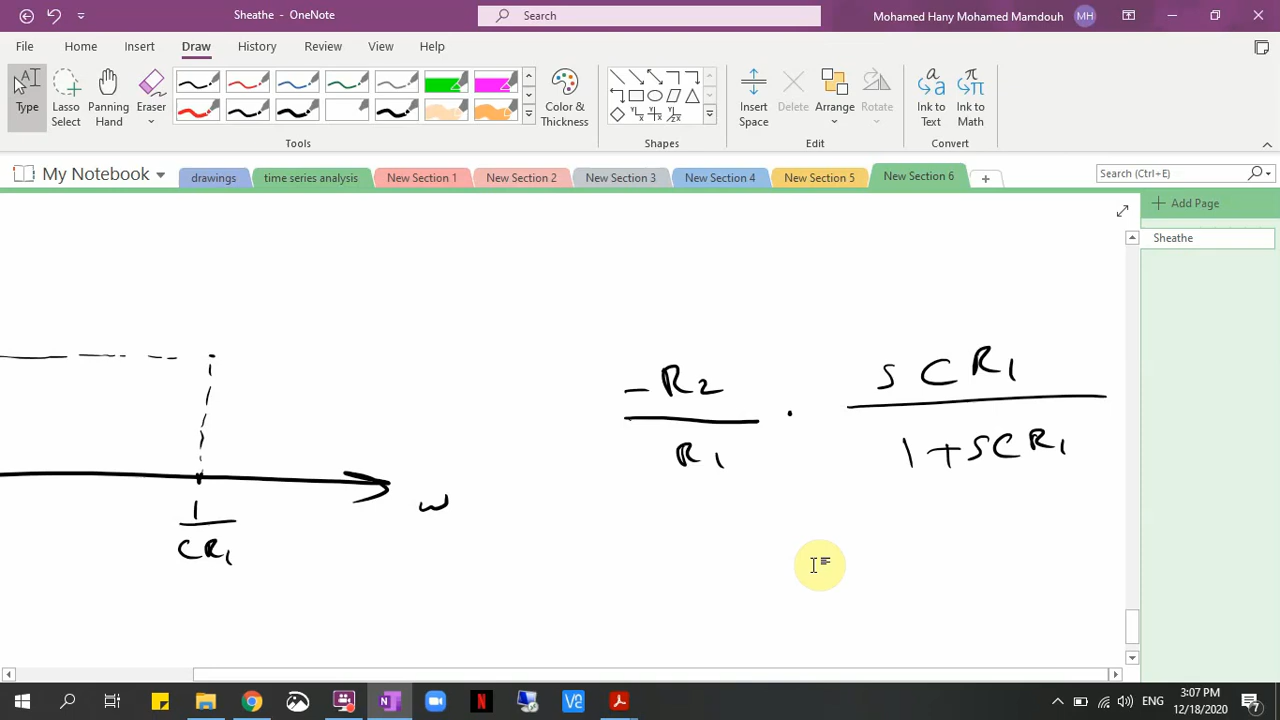 Sheathe - OneNote
Search
Mohamed Hany Mohamed Mamdouh MH
File Home Insert Draw History Review View Help
Type
Lasso Select
Panning Hand
Eraser
Color & Thickness
Insert Space
Delete
Arrange
Rotate
Ink to Text
Ink to Math
Tools
Shapes
Edit
Convert
My Notebook
drawings
time series analysis
New Section 1
New Section 2
New Section 3
New Section 4
New Section 5
New Section 6
Search (Ctrl+E)
Add Page
Sheathe
-R2
R1
.
SCR1
1+SCR1
ω
1
CR1
ENG
3:07 PM
12/18/2020
7